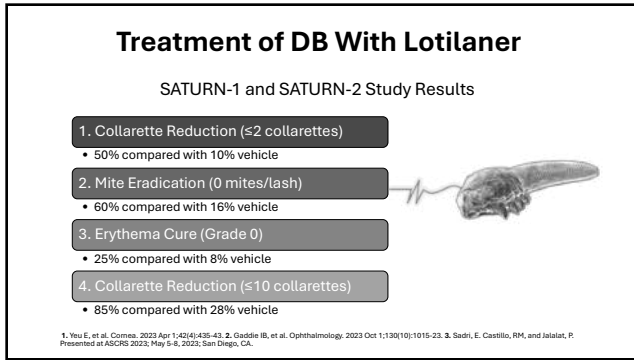 Treatment of DB With Lotilaner
SATURN-1 and SATURN-2 Study Results
1. Collarette Reduction (≤2 collarettes)
• 50% compared with 10% vehicle
2. Mite Eradication (0 mites/lash)
• 60% compared with 16% vehicle
3. Erythema Cure (Grade 0)
• 25% compared with 8% vehicle
4. Collarette Reduction (≤10 collarettes)
• 85% compared with 28% vehicle
1. Yeu E, et al. Cornea. 2023 Apr 1;42(4):435-43. 2. Gaddie IB, et al. Ophthalmology. 2023 Oct 1;130(10):1015-23. 3. Sadri, E. Castillo, RM, and Jalalat, P.
Presented at ASCRS 2023; May 5-8, 2023; San Diego, CA.